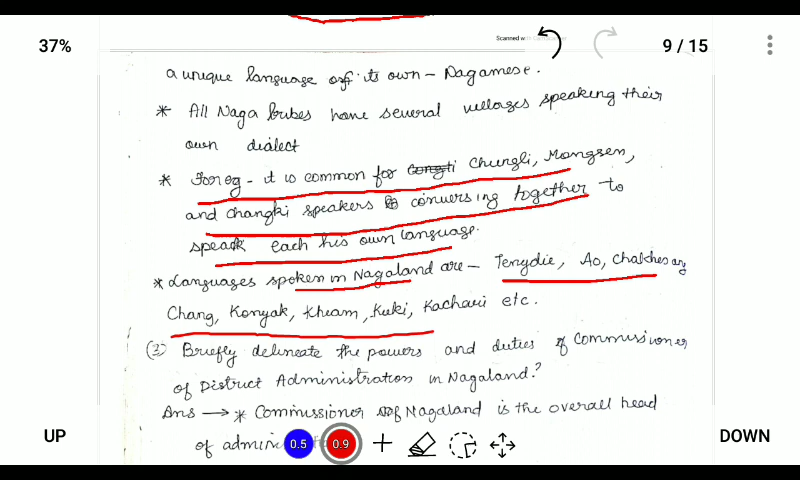 Scanned w
37%
9 / 15
a unique language off its own - Nagamese.
* All Naga tribes have several villages speaking their
own dialect
* For eg - it is common for Chungli, Mongsen,
and changki speakers conversing together to
speak each his own language.
* Languages spoken in Nagaland are - Tenydie, Ao, Chakhesang
Chang, Konyak, Khiam, Kuki, Kachari etc.
(3) Briefly delineate the powers and duties of Commissioner
of District Administration in Nagaland?
Ans → * Commissioner of Nagaland is the overall head
of admini
UP
0.5
0.9
DOWN